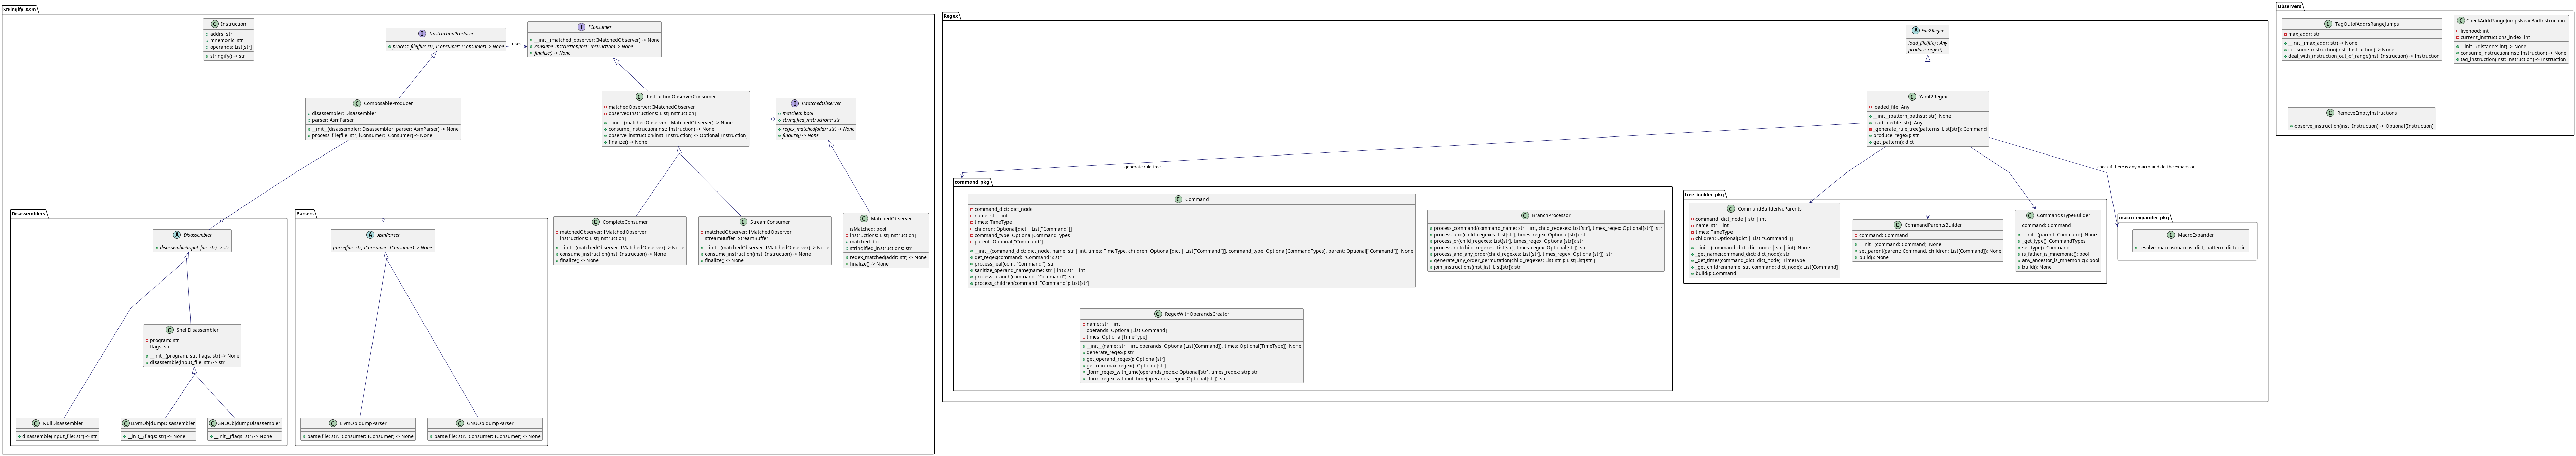 Stringify_Asm
Instruction
addrs: str
mnemonic: str
operands: List[str]
stringify() -> str
IInstructionProducer
process_file(file: str, iConsumer: IConsumer) -> None
uses
IConsumer
__init__(matched_observer: IMatchedObserver) -> None
consume_instruction(inst: Instruction) -> None
finalize() -> None
ComposableProducer
disassembler: Disassembler
parser: AsmParser
__init__(disassembler: Disassembler, parser: AsmParser) -> None
process_file(file: str, iConsumer: IConsumer) -> None
InstructionObserverConsumer
matchedObserver: IMatchedObserver
observedInstructions: List[Instruction]
__init__(matchedObserver: IMatchedObserver) -> None
consume_instruction(inst: Instruction) -> None
observe_instruction(inst: Instruction) -> Optional[Instruction]
finalize() -> None
IMatchedObserver
matched: bool
stringified_instructions: str
regex_matched(addr: str) -> None
finalize() -> None
Disassemblers
Disassembler
disassemble(input_file: str) -> str
ShellDisassembler
program: str
flags: str
__init__(program: str, flags: str) -> None
disassemble(input_file: str) -> str
NullDisassembler
disassemble(input_file: str) -> str
LLvmObjdumpDisassembler
__init__(flags: str) -> None
GNUObjdumpDisassembler
__init__(flags: str) -> None
Parsers
AsmParser
parse(file: str, iConsumer: IConsumer) -> None:
LlvmObjdumpParser
parse(file: str, iConsumer: IConsumer) -> None
GNUObjdumpParser
parse(file: str, iConsumer: IConsumer) -> None
CompleteConsumer
matchedObserver: IMatchedObserver
instructions: List[Instruction]
__init__(matchedObserver: IMatchedObserver) -> None
consume_instruction(inst: Instruction) -> None
finalize() -> None
StreamConsumer
matchedObserver: IMatchedObserver
streamBuffer: StreamBuffer
__init__(matchedObserver: IMatchedObserver) -> None
consume_instruction(inst: Instruction) -> None
finalize() -> None
MatchedObserver
isMatched: bool
instructions: List[Instruction]
matched: bool
stringified_instructions: str
regex_matched(addr: str) -> None
finalize() -> None
Regex
File2Regex
load_file(file) : Any
produce_regex()
Yaml2Regex
loaded_file: Any
__init__(pattern_pathstr: str): None
load_file(file: str): Any
_generate_rule_tree(patterns: List[str]): Command
produce_regex(): str
get_pattern(): dict
generate rule tree
check if there is any macro and do the expansion
command_pkg
Command
command_dict: dict_node
name: str | int
times: TimeType
children: Optional[dict | List["Command"]]
command_type: Optional[CommandTypes]
parent: Optional["Command"]
__init__(command_dict: dict_node, name: str | int, times: TimeType, children: Optional[dict | List["Command"]], command_type: Optional[CommandTypes], parent: Optional["Command"]): None
get_regex(command: "Command"): str
process_leaf(com: "Command"): str
sanitize_operand_name(name: str | int): str | int
process_branch(command: "Command"): str
process_children(command: "Command"): List[str]
BranchProcessor
process_command(command_name: str | int, child_regexes: List[str], times_regex: Optional[str]): str
process_and(child_regexes: List[str], times_regex: Optional[str]): str
process_or(child_regexes: List[str], times_regex: Optional[str]): str
process_not(child_regexes: List[str], times_regex: Optional[str]): str
process_and_any_order(child_regexes: List[str], times_regex: Optional[str]): str
generate_any_order_permutation(child_regexes: List[str]): List[List[str]]
join_instructions(inst_list: List[str]): str
RegexWithOperandsCreator
name: str | int
operands: Optional[List[Command]]
times: Optional[TimeType]
__init__(name: str | int, operands: Optional[List[Command]], times: Optional[TimeType]): None
generate_regex(): str
get_operand_regex(): Optional[str]
get_min_max_regex(): Optional[str]
_form_regex_with_time(operands_regex: Optional[str], times_regex: str): str
_form_regex_without_time(operands_regex: Optional[str]): str
tree_builder_pkg
CommandBuilderNoParents
command: dict_node | str | int
name: str | int
times: TimeType
children: Optional[dict | List["Command"]]
__init__(command_dict: dict_node | str | int): None
_get_name(command_dict: dict_node): str
_get_times(command_dict: dict_node): TimeType
_get_children(name: str, command: dict_node): List[Command]
build(): Command
CommandParentsBuilder
command: Command
__init__(command: Command): None
set_parent(parent: Command, children: List[Command]): None
build(): None
CommandsTypeBuilder
command: Command
__init__(parent: Command): None
_get_type(): CommandTypes
set_type(): Command
is_father_is_mnemonic(): bool
any_ancestor_is_mnemonic(): bool
build(): None
macro_expander_pkg
MacroExpander
resolve_macros(macros: dict, pattern: dict): dict
Observers
TagOutofAddrsRangeJumps
max_addr: str
__init__(max_addr: str) -> None
consume_instruction(inst: Instruction) -> None
deal_with_instruction_out_of_range(inst: Instruction) -> Instruction
CheckAddrRangeJumpsNearBadInstruction
livehood: int
current_instructions_index: int
__init__(distance: int) -> None
consume_instruction(inst: Instruction) -> None
tag_instruction(inst: Instruction) -> Instruction
RemoveEmptyInstructions
observe_instruction(inst: Instruction) -> Optional[Instruction]